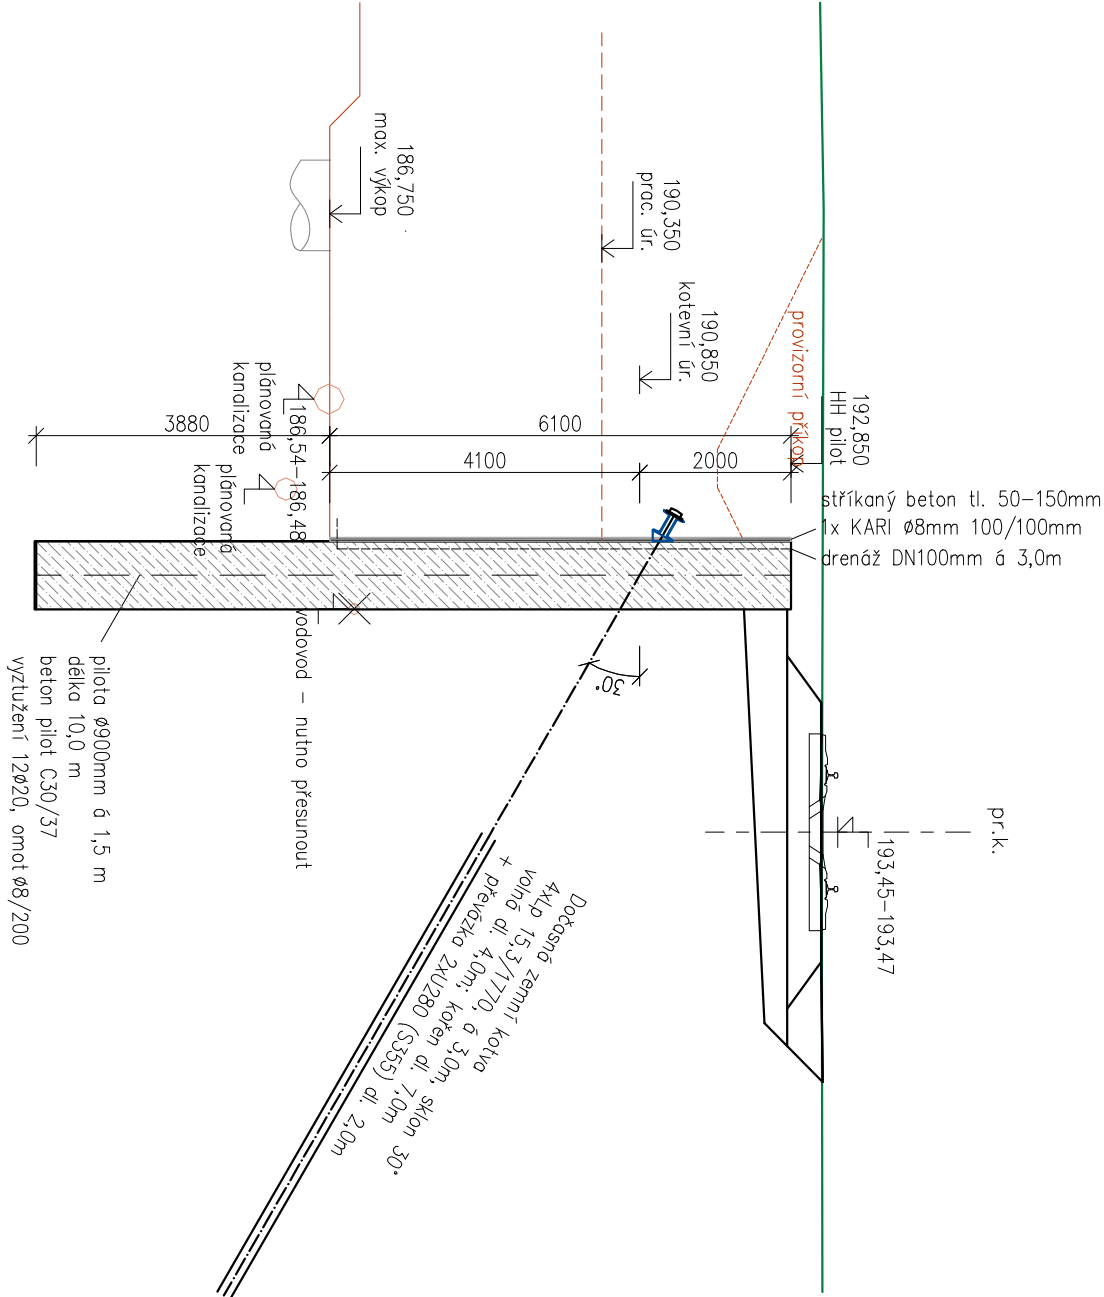 186,750
max. výkop
190,350
prac. úr.
190,850
kotevní úr.
provizorní příkop
192,850
HH pilot
plánovaná
kanalizace
186,54-186,48
plánovaná
kanalizace
3880
6100
4100
2000
stříkaný beton tl. 50-150mm
1x KARI ø8mm 100/100mm
drenáž DN100mm á 3,0m
vodovod - nutno přesunout
30°
pilota ø900mm á 1,5 m
délka 10,0 m
beton pilot C30/37
vyztužení 12ø20, omot ø8/200
Dočasná zemní kotva
4xLp 15,3/1770, á 3,0m, sklon 30°
volná dl. 4,0m; kořen dl. 7,0m
+ převázka 2xU280 (S355) dl. 2,0m
pr.k.
193,45-193,47